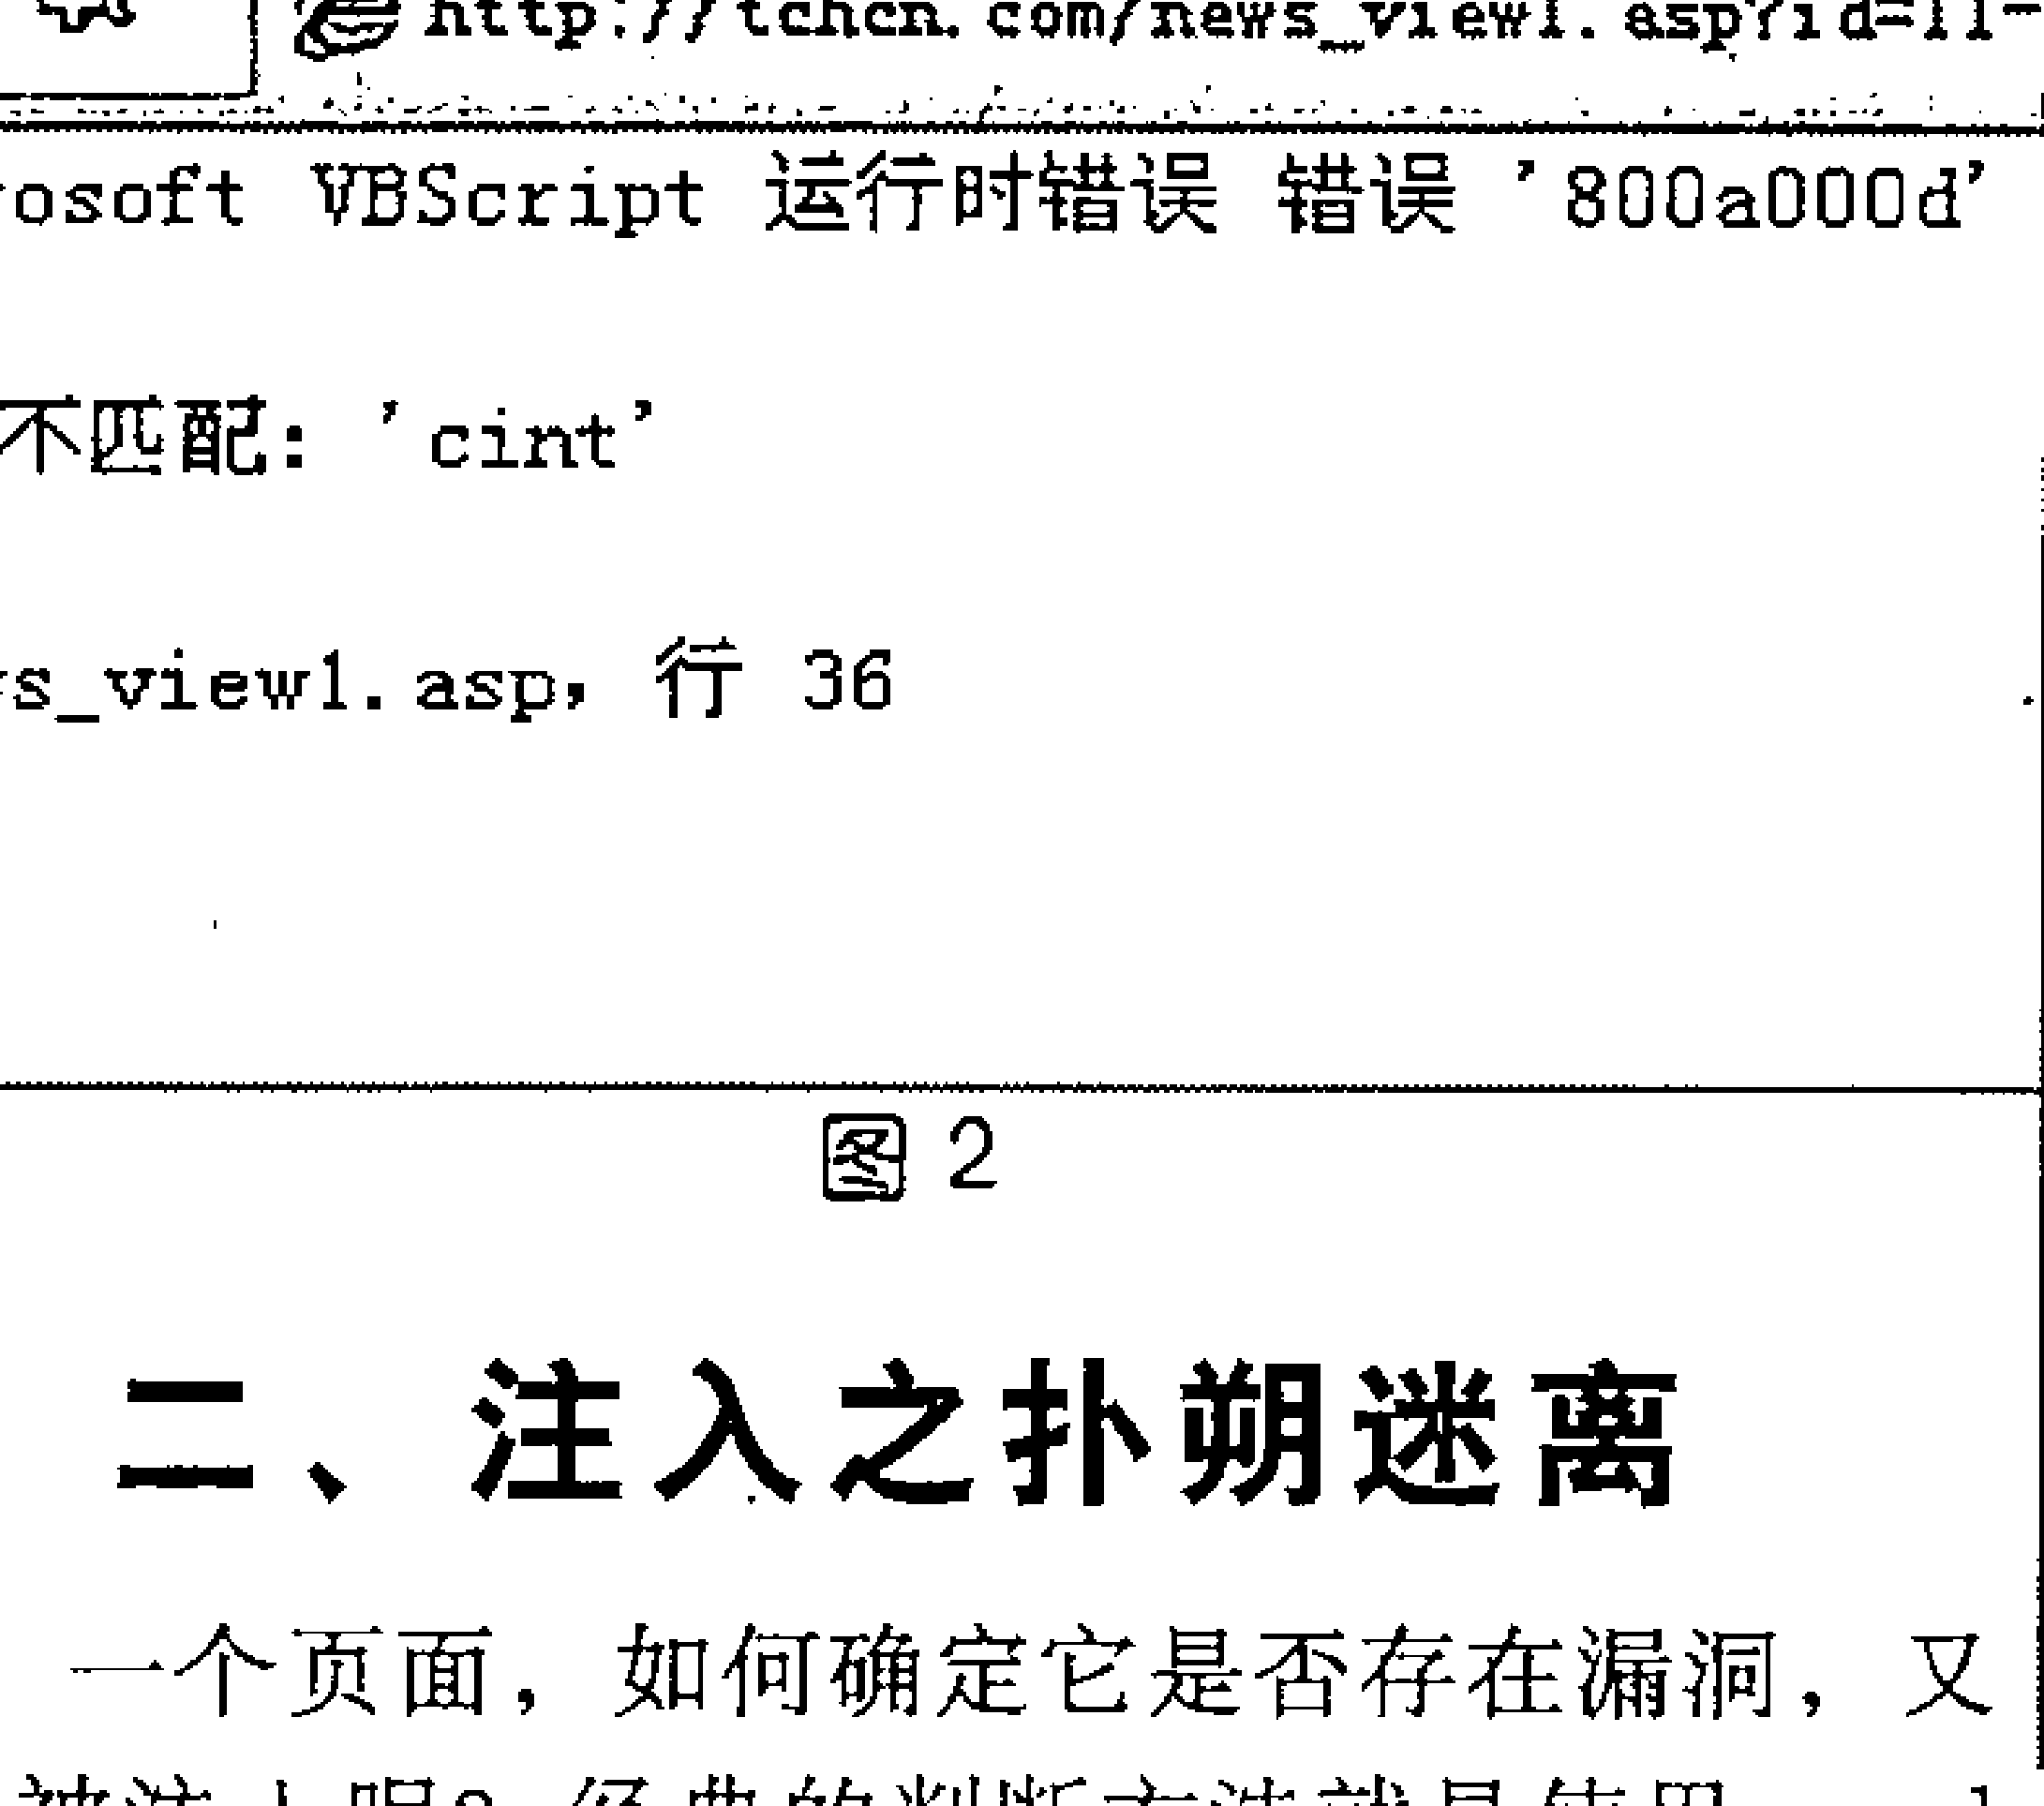 http://tchcn.com/news_view1.asp?id=11-
rosoft VBScript 运行时错误 错误 '800a000d'
不匹配: 'cint'
s_view1.asp, 行 36
图 2
二、注入之扑朔迷离
一个页面，如何确定它是否存在漏洞，又